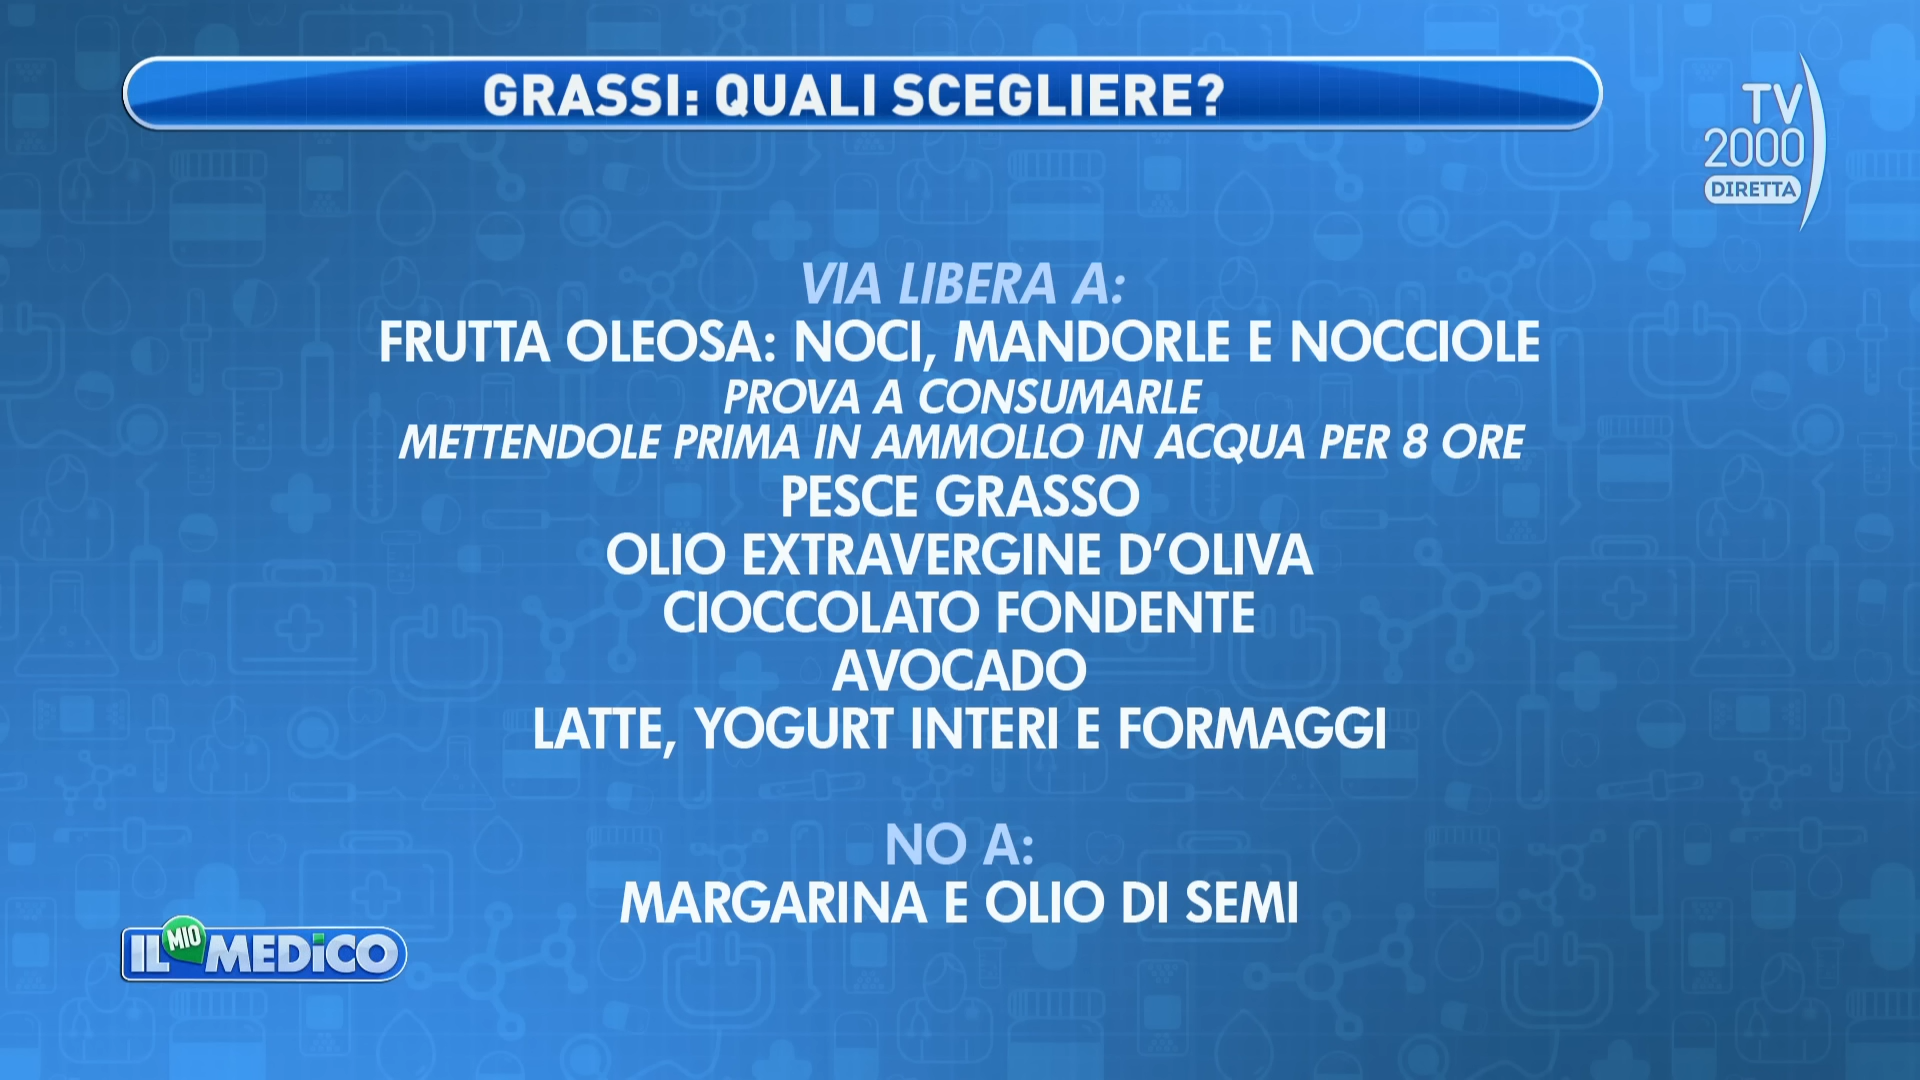 GRASSI: QUALI SCEGLIERE?
TV
2000
DIRETTA
VIA LIBERA A:
FRUTTA OLEOSA: NOCI, MANDORLE E NOCCIOLE
PROVA A CONSUMARLE
METTENDOLE PRIMA IN AMMOLLO IN ACQUA PER 8 ORE
PESCE GRASSO
OLIO EXTRAVERGINE D’OLIVA
CIOCCOLATO FONDENTE
AVOCADO
LATTE, YOGURT INTERI E FORMAGGI
NO A:
MARGARINA E OLIO DI SEMI
IL MIO MEDICO